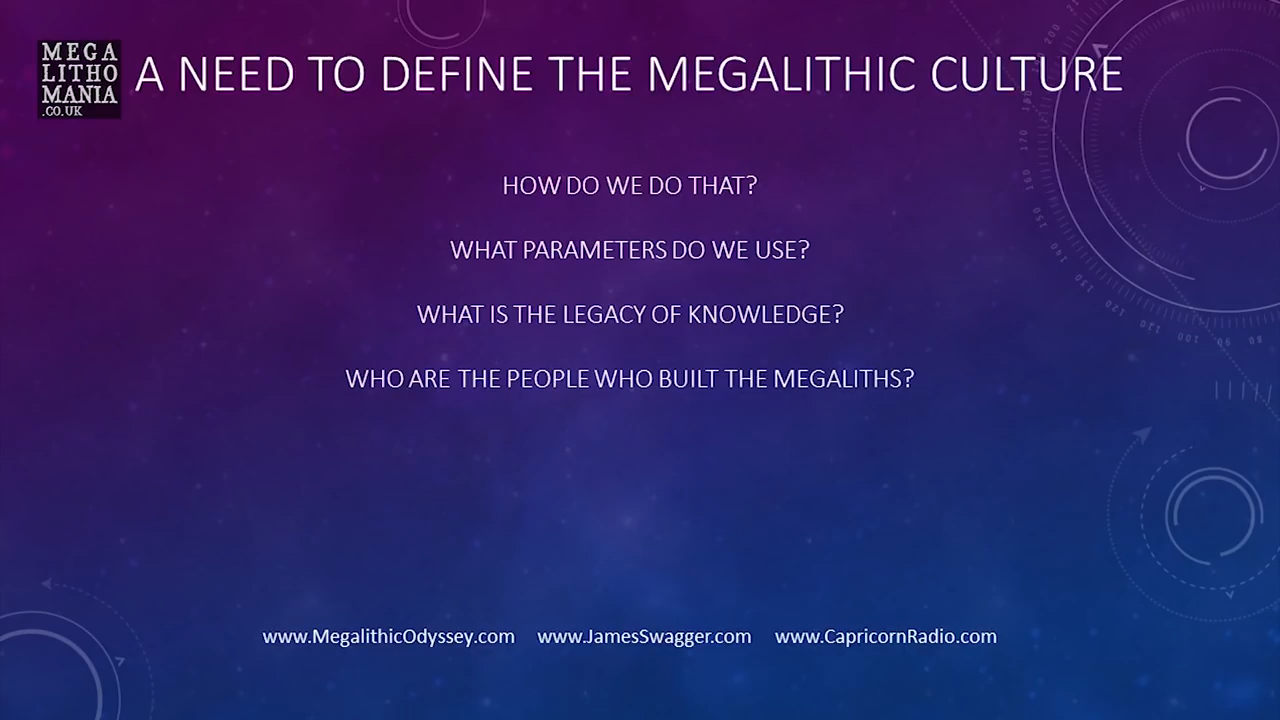 MEGA
LITHO
MANIA
.CO.UK
A NEED TO DEFINE THE MEGALITHIC CULTURE
HOW DO WE DO THAT?
WHAT PARAMETERS DO WE USE?
WHAT IS THE LEGACY OF KNOWLEDGE?
WHO ARE THE PEOPLE WHO BUILT THE MEGALITHS?
www.MegalithicOdyssey.com www.JamesSwagger.com www.CapricornRadio.com